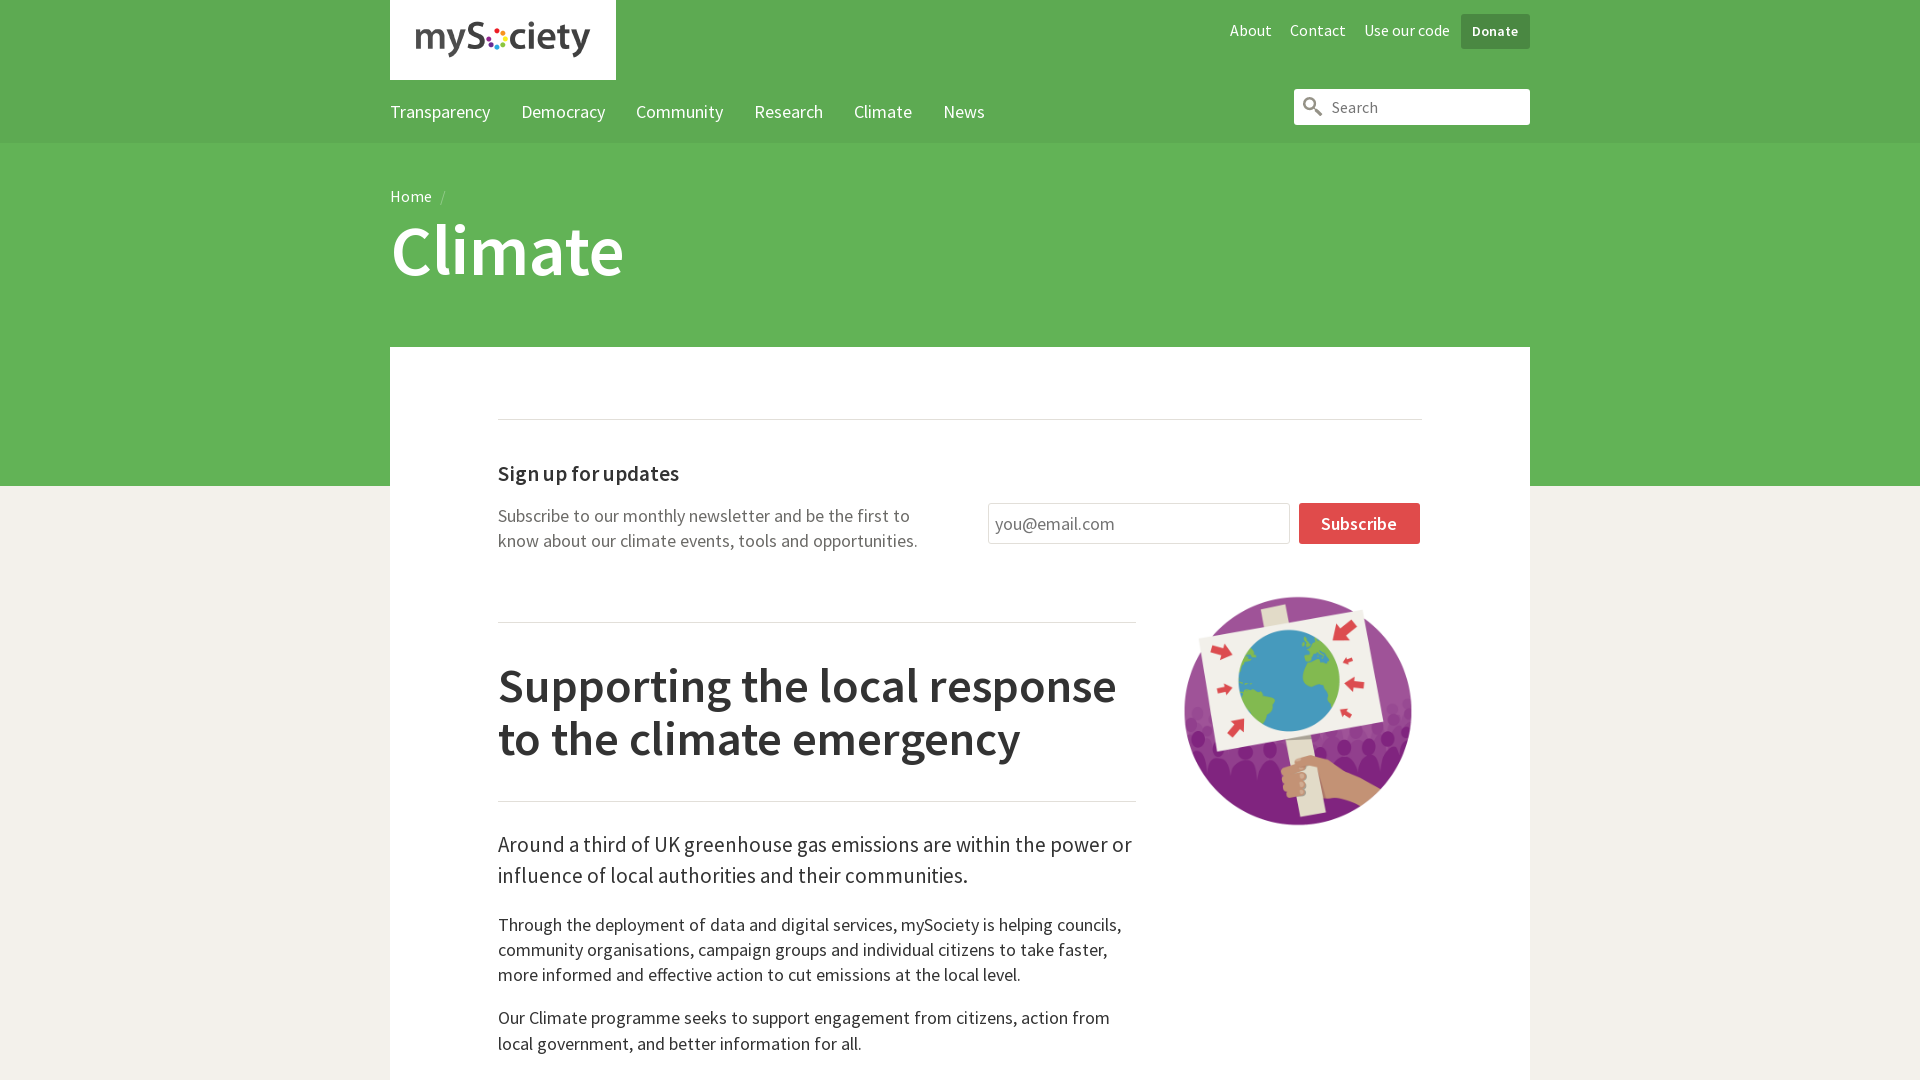 mySociety
About Contact Use our code Donate
Transparency Democracy Community Research Climate News
Search
Home /
Climate
Sign up for updates
Subscribe to our monthly newsletter and be the first to
know about our climate events, tools and opportunities.
you@email.com
Subscribe
Supporting the local response
to the climate emergency
Around a third of UK greenhouse gas emissions are within the power or
influence of local authorities and their communities.
Through the deployment of data and digital services, mySociety is helping councils,
community organisations, campaign groups and individual citizens to take faster,
more informed and effective action to cut emissions at the local level.
Our Climate programme seeks to support engagement from citizens, action from
local government, and better information for all.